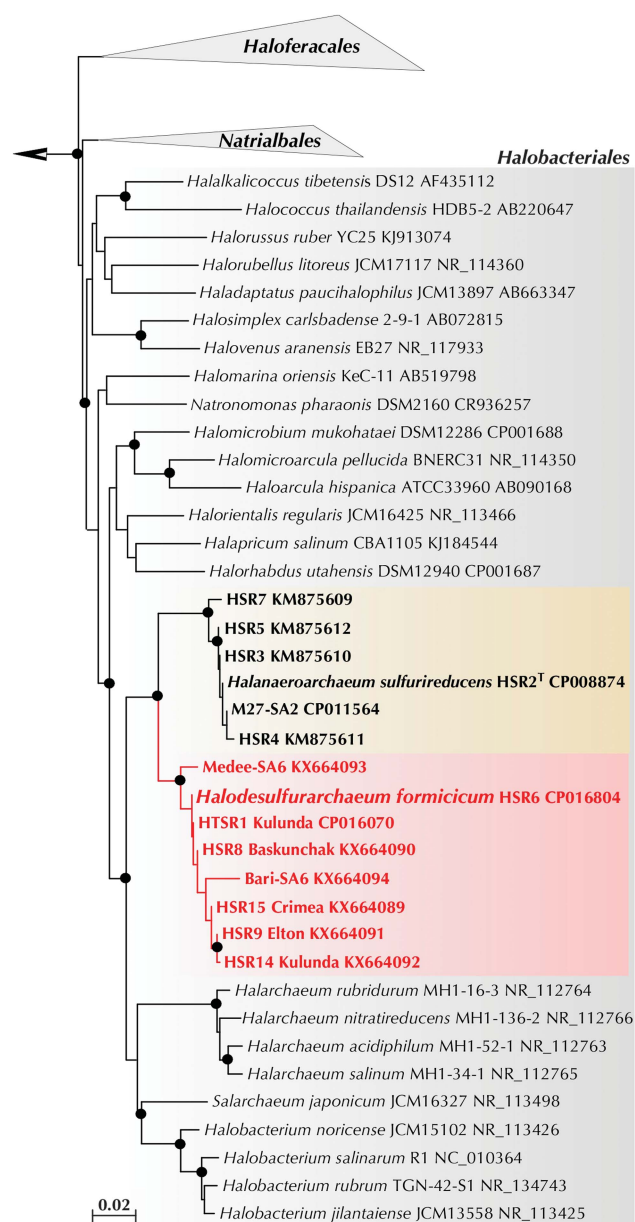 Haloferacales
Natrialbales
Halobacteriales
Halalkalicoccus tibetensis DS12 AF435112
Halococcus thailandensis HDB5-2 AB220647
Halorussus ruber YC25 KJ913074
Halorubellus litoreus JCM17117 NR_114360
Haladaptatus paucihalophilus JCM13897 AB663347
Halosimplex carlsbadense 2-9-1 AB072815
Halovenus aranensis EB27 NR_117933
Halomarina oriensis KeC-11 AB519798
Natronomonas pharaonis DSM2160 CR936257
Halomicrobium mukohataei DSM12286 CP001688
Halomicroarcula pellucida BNERC31 NR_114350
Haloarcula hispanica ATCC33960 AB090168
Halorientalis regularis JCM16425 NR_113466
Halapricum salinum CBA1105 KJ184544
Halorhabdus utahensis DSM12940 CP001687
HSR7 KM875609
HSR5 KM875612
HSR3 KM875610
Halanaeroarchaeum sulfurireducens HSR2ᵀ CP008874
M27-SA2 CP011564
HSR4 KM875611
Medee-SA6 KX664093
Halodesulfurarchaeum formicicum HSR6 CP016804
HTSR1 Kulunda CP016070
HSR8 Baskunchak KX664090
Bari-SA6 KX664094
HSR15 Crimea KX664089
HSR9 Elton KX664091
HSR14 Kulunda KX664092
Halarchaeum rubridurum MH1-16-3 NR_112764
Halarchaeum nitratireducens MH1-136-2 NR_112766
Halarchaeum acidiphilum MH1-52-1 NR_112763
Halarchaeum salinum MH1-34-1 NR_112765
Salarchaeum japonicum JCM16327 NR_113498
Halobacterium noricense JCM15102 NR_113426
Halobacterium salinarum R1 NC_010364
Halobacterium rubrum TGN-42-S1 NR_134743
Halobacterium jilantaiense JCM13558 NR_113425
0.02